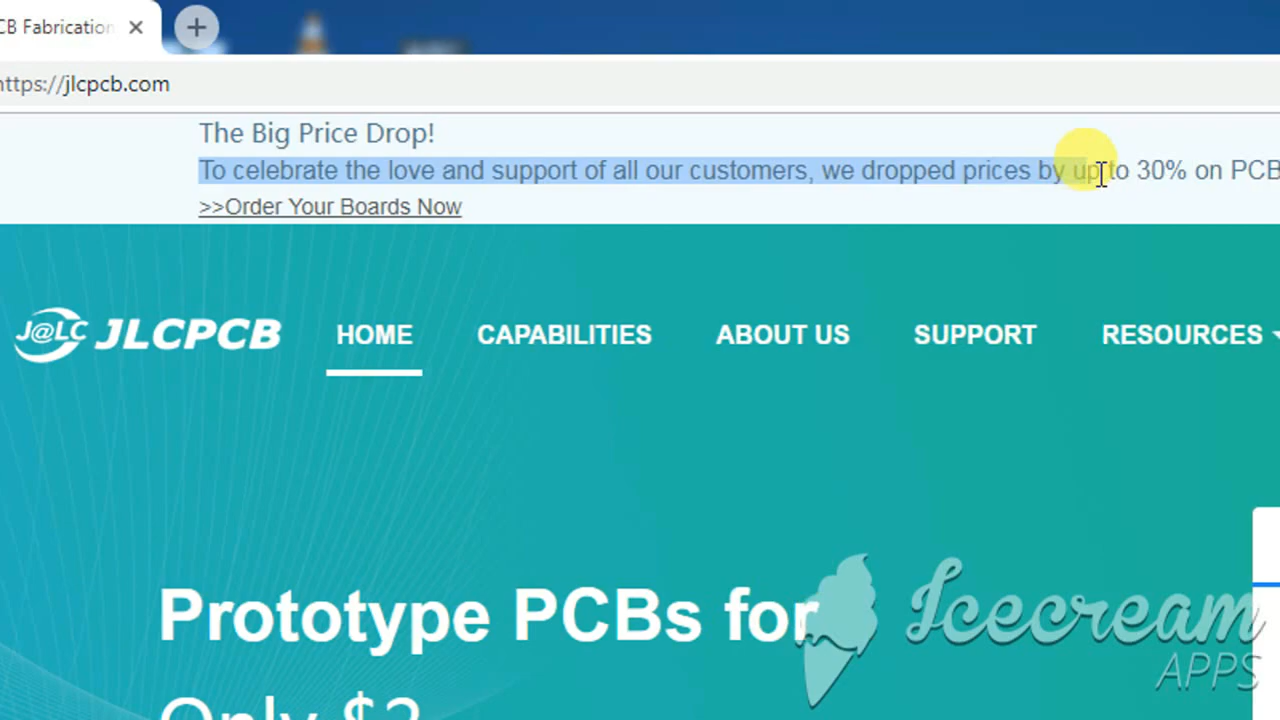 CB Fabrication
https://jlcpcb.com
The Big Price Drop!
To celebrate the love and support of all our customers, we dropped prices by up to 30% on PCB
>>Order Your Boards Now
J@LC JLCPCB HOME CAPABILITIES ABOUT US SUPPORT RESOURCES
Prototype PCBs for
Only $2
Icecream
APPS